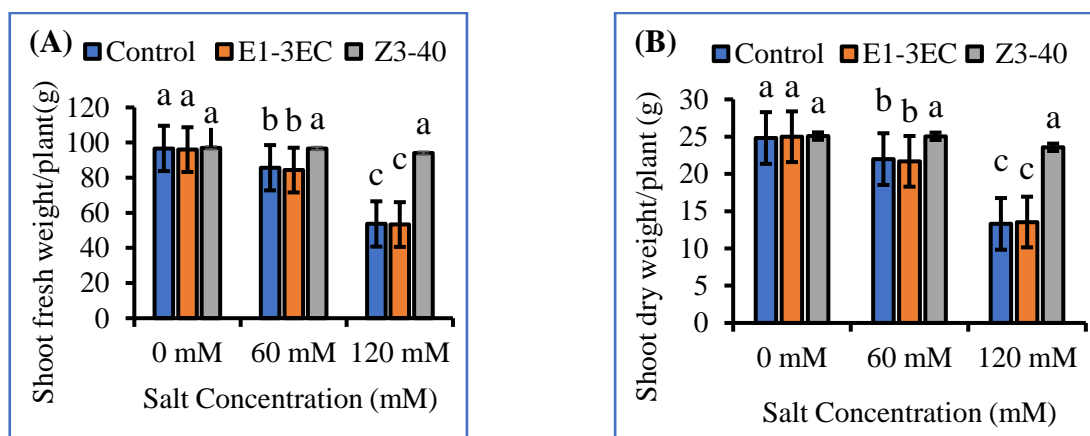 (A)
Control E1-3EC Z3-40
Shoot fresh weight/plant(g)
120
100
80
60
40
20
0
a a a
b b a
c c a
0 mM 60 mM 120 mM
Salt Concentration (mM)
(B)
Control E1-3EC Z3-40
Shoot dry weight/plant (g)
30
25
20
15
10
5
0
a a a
b b a
c c a
0 mM 60 mM 120 mM
Salt Concentration (mM)